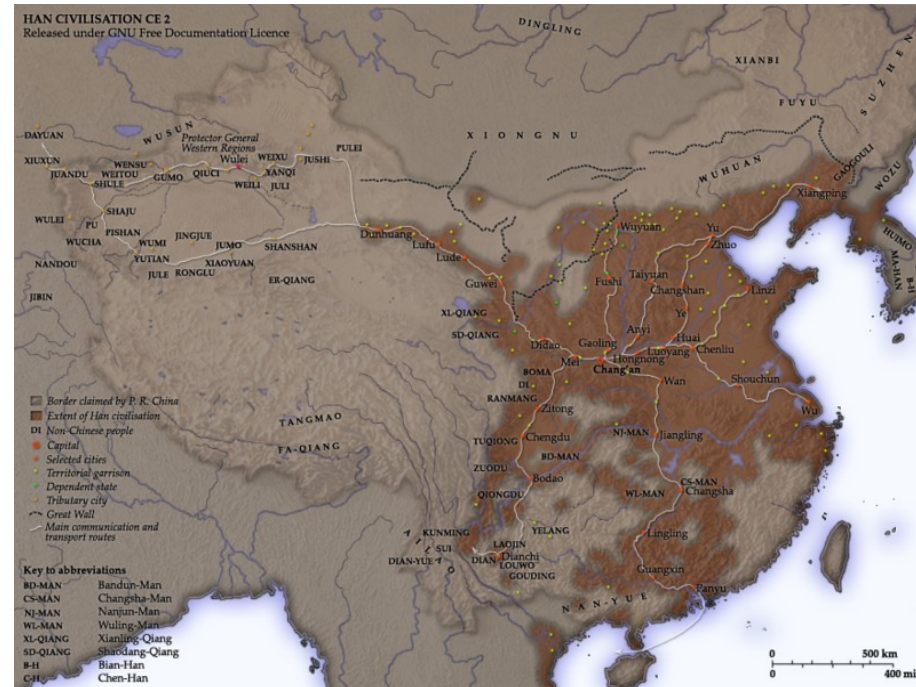 HAN CIVILISATION CE 2
Released under GNU Free Documentation Licence
DINGLING
XIANBI
SUZHEN
FUYU
XIONGNU
WUHUAN
GAOGOULI
WOZU
DAYUAN
WUSUN
Protector General
Western Regions
Wulei
PULEI
XIUXUN
JUANDU
WENSU
WEITOU
SHULE
GUMO
QIUCI
WEIXU
JUSHI
YANQI
WEILI
JULI
Xiangping
HUIMO
MA-HAN
B-H
WULEI
SHAJU
PU
PISHAN
WUCHA
WUMI
JINGJUE
YUTIAN
JUMO
SHANSHAN
JULE
RONGLU
XIAOYUAN
NANDOU
ER-QIANG
JIBIN
Dunhuang
Lufu
Lude
Guwei
Wuyuan
Yu
Zhuo
Taiyuan
Fushi
Changshan
Linzi
XL-QIANG
SD-QIANG
Ye
Anyi
Didao
Gaoling
Huai
Mei
Hongnong
Luoyang
Chenliu
Chang'an
BOMA
DI
RANMANG
Wan
Shouchun
Wu
Zitong
TANGMAO
FA-QIANG
TUQIONG
Chengdu
NJ-MAN
Jiangling
BD-MAN
ZUODU
Bodao
QIONGDU
CS-MAN
WL-MAN
Changsha
KUNMING
YELANG
Lingling
SUI
LAOJIN
AILAO
DIAN-YUE
DIAN
Dianchi
LOUWO
GOUDING
Guangxin
NAN-YUE
Panyu
Border claimed by P. R. China
Extent of Han civilisation
DI Non-Chinese people
Capital
Selected cities
Territorial garrison
Dependent state
Tributary city
Great Wall
Main communication and
transport routes
Key to abbreviations
BD-MAN Bandun-Man
CS-MAN Changsha-Man
NJ-MAN Nanjun-Man
WL-MAN Wuling-Man
XL-QIANG Xianling-Qiang
SD-QIANG Shaodang-Qiang
B-H Bian-Han
C-H Chen-Han
0 500 km
0 400 mi